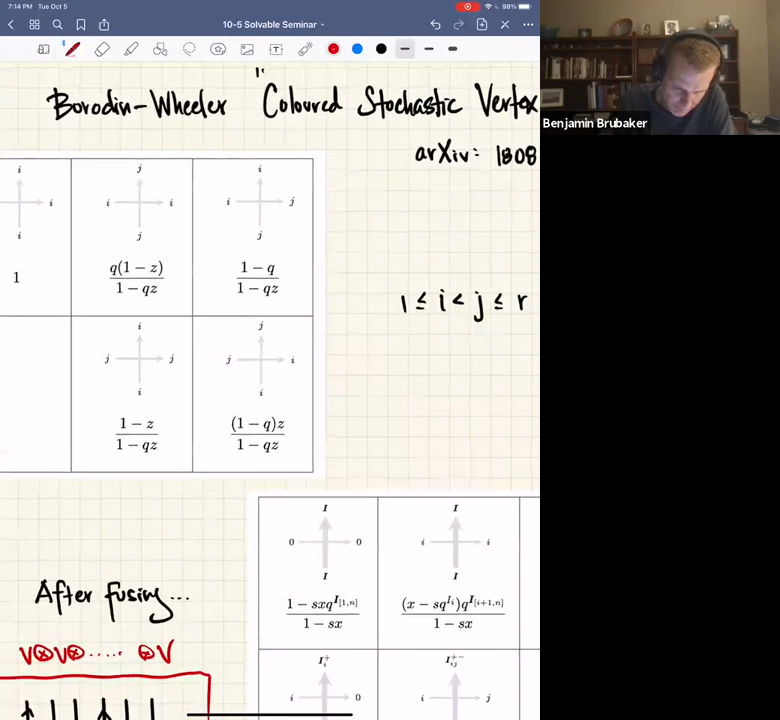 7:14 PM Tue Oct 5
98%
10-5 Solvable Seminar
Borodin-Wheeler "Coloured Stochastic Vertex
arXiv: 1808
i j i
i i i i j
i j j
1 q(1 − z) / 1 − qz 1 − q / 1 − qz
1 ≤ i < j ≤ r
i j
j j j i
i i
1 − z / 1 − qz (1 − q)z / 1 − qz
I I
0 0 i i
I I
1 − sxq^{I_{[1,n]}} / 1 − sx (x − sq^{I_i})q^{I_{[i+1,n]}} / 1 − sx
After fusing...
V⊗V⊗.....⊗V
I_i^+ I_{ij}^{+-}
i 0 i j
Benjamin Brubaker